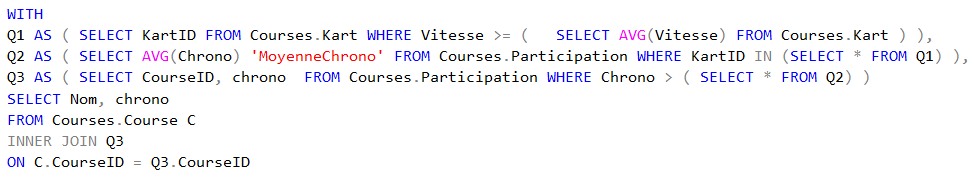 WITH
Q1 AS ( SELECT KartID FROM Courses.Kart WHERE Vitesse >= (   SELECT AVG(Vitesse) FROM Courses.Kart ) ),
Q2 AS ( SELECT AVG(Chrono) 'MoyenneChrono' FROM Courses.Participation WHERE KartID IN (SELECT * FROM Q1) ),
Q3 AS ( SELECT CourseID, chrono  FROM Courses.Participation WHERE Chrono > ( SELECT * FROM Q2) )
SELECT Nom, chrono
FROM Courses.Course C
INNER JOIN Q3
ON C.CourseID = Q3.CourseID